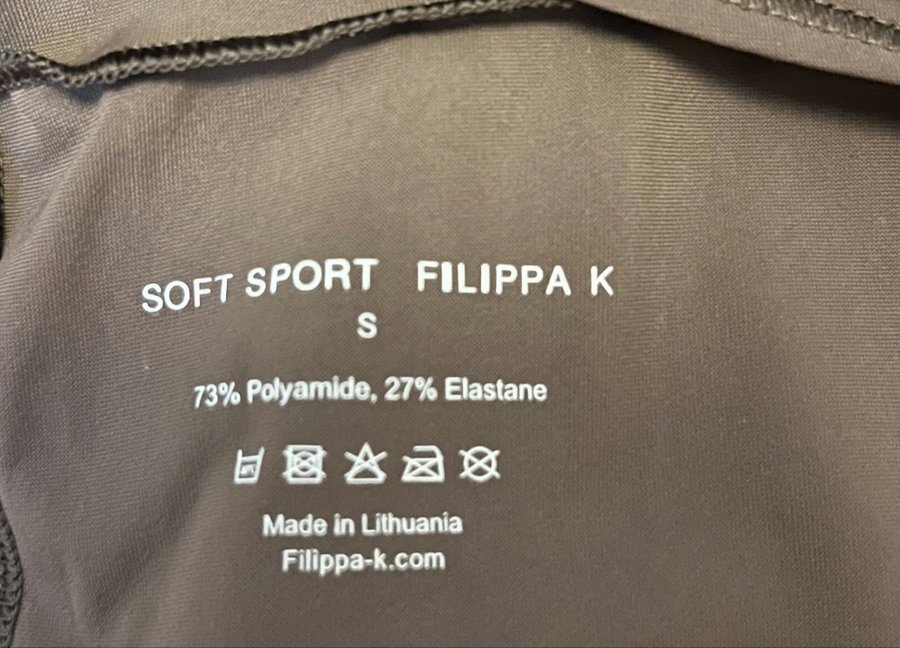 SOFT SPORT FILIPPA K
S
73% Polyamide, 27% Elastane
Made in Lithuania
Filippa-k.com